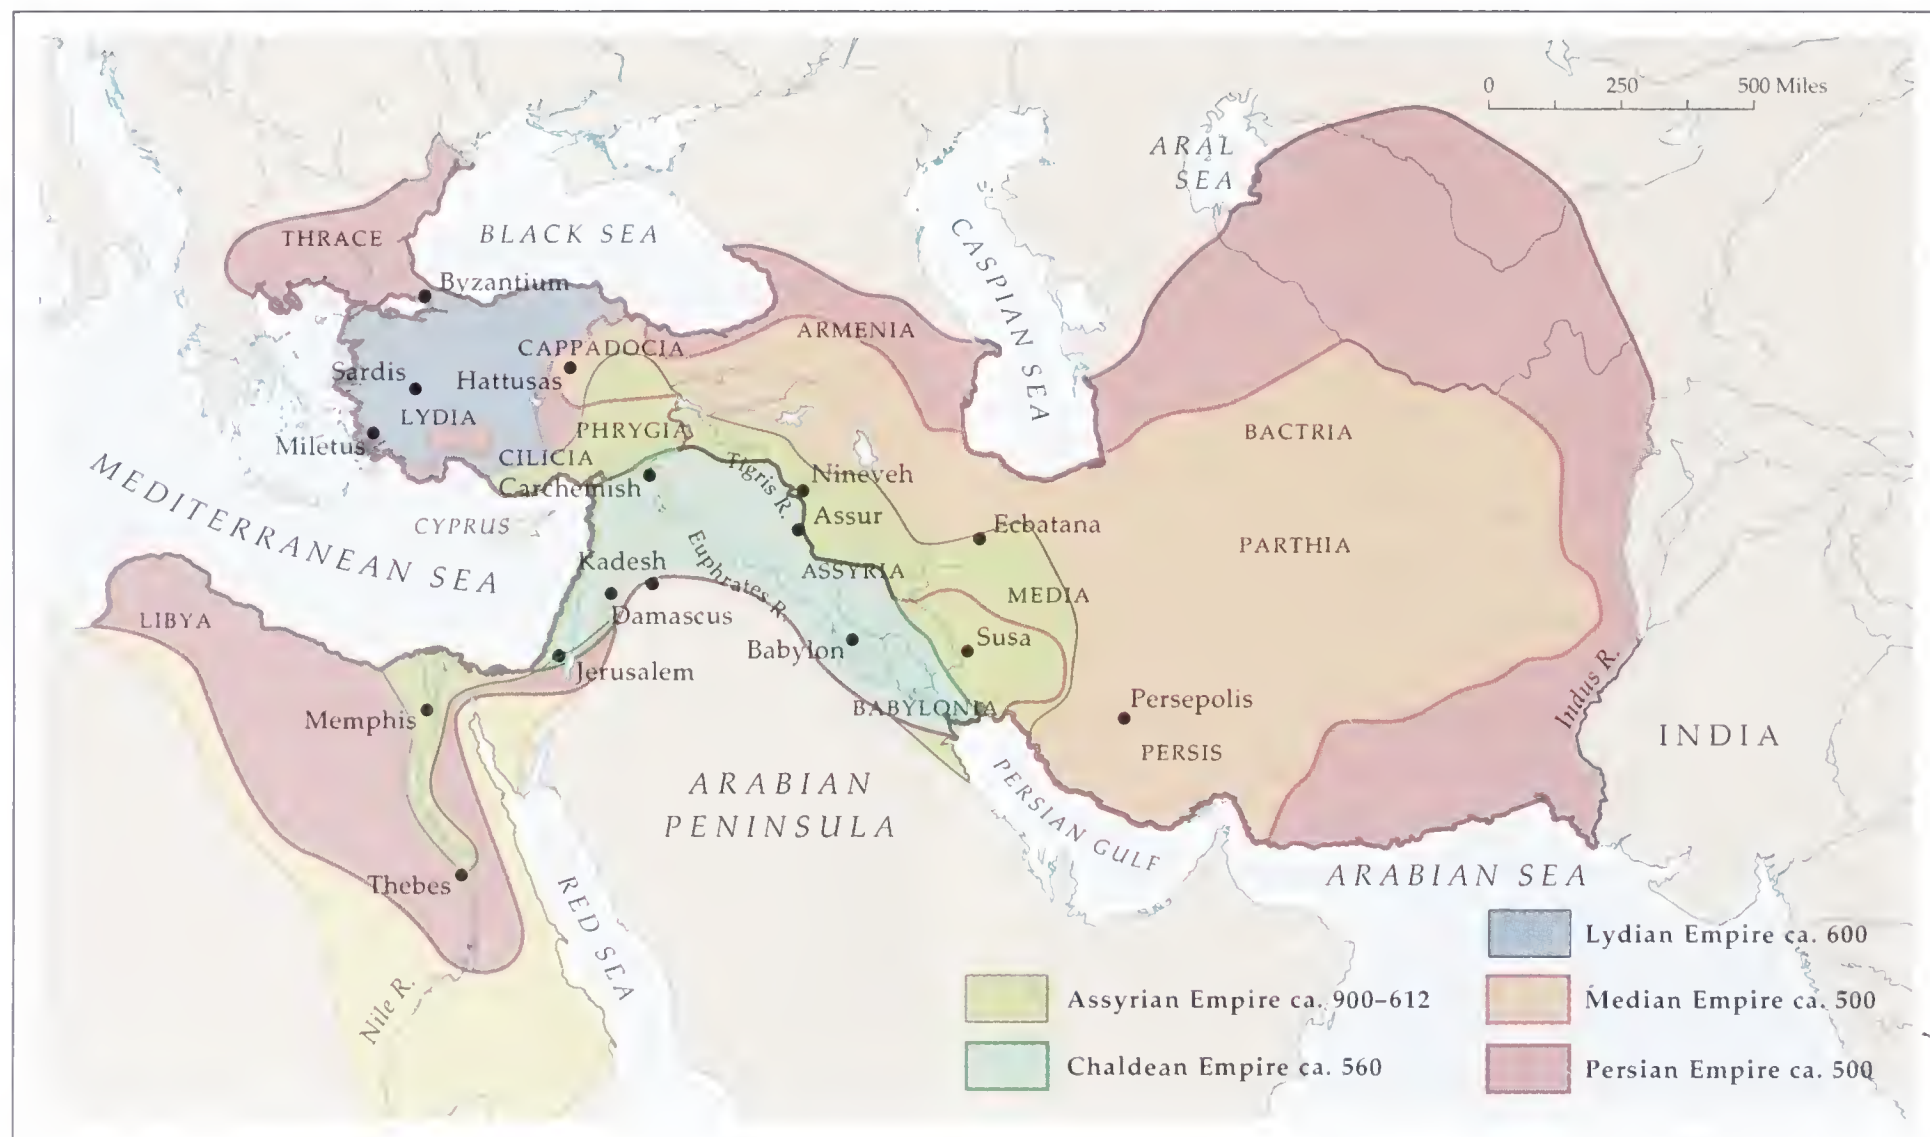 0 250 500 Miles
ARAL
SEA
THRACE
BLACK SEA
CASPIAN SEA
Byzantium
ARMENIA
CAPPADOCIA
Sardis
Hattusas
LYDIA
BACTRIA
PHRYGIA
Miletus
CILICIA
Tigris R.
Nineveh
Carchemish
MEDITERRANEAN SEA
Assur
CYPRUS
Ecbatana
PARTHIA
Kadesh
Euphrates R.
ASSYRIA
MEDIA
LIBYA
Damascus
Susa
Babylon
Jerusalem
Indus R.
Persepolis
BABYLONIA
Memphis
INDIA
PERSIS
ARABIAN
PENINSULA
PERSIAN GULF
ARABIAN SEA
Thebes
RED SEA
Nile R.
Lydian Empire ca. 600
Assyrian Empire ca. 900–612
Median Empire ca. 500
Chaldean Empire ca. 560
Persian Empire ca. 500